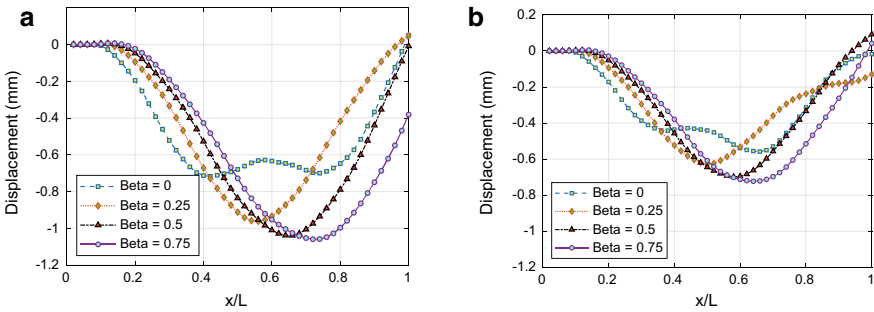 a
0
-0.2
-0.4
-0.6
-0.8
-1
-1.2
Displacement (mm)
Beta = 0
Beta = 0.25
Beta = 0.5
Beta = 0.75
0 0.2 0.4 0.6 0.8 1
x/L
b
0.2
0
-0.2
-0.4
-0.6
-0.8
-1
-1.2
Displacement (mm)
Beta = 0
Beta = 0.25
Beta = 0.5
Beta = 0.75
0 0.2 0.4 0.6 0.8 1
x/L